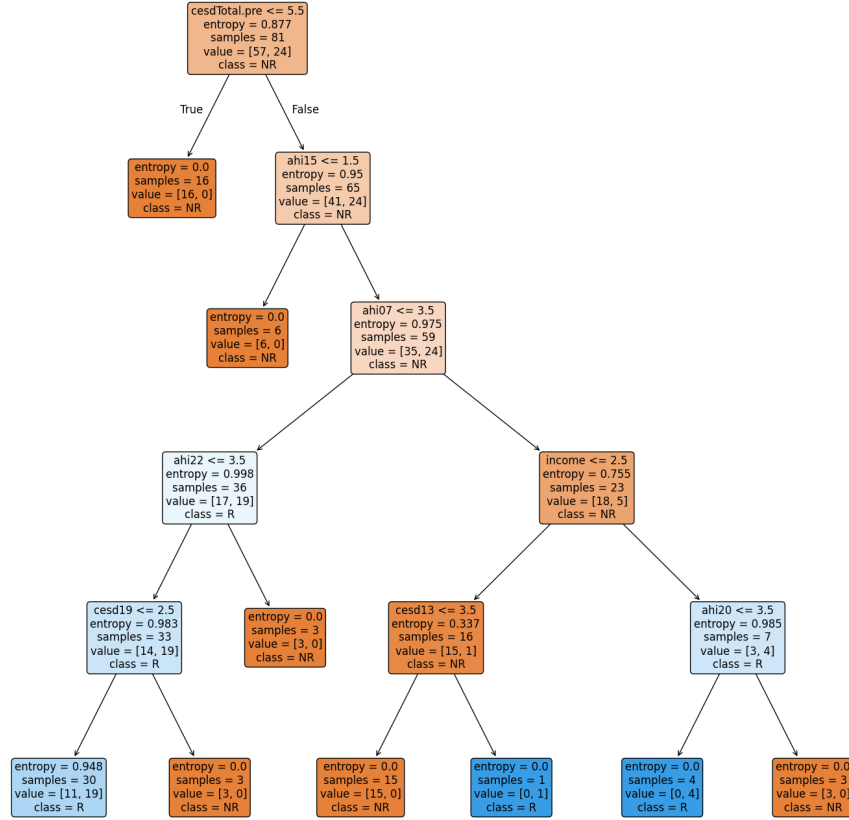 cesdTotal.pre <= 5.5
entropy = 0.877
samples = 81
value = [57, 24]
class = NR
True
False
entropy = 0.0
samples = 16
value = [16, 0]
class = NR
ahi15 <= 1.5
entropy = 0.95
samples = 65
value = [41, 24]
class = NR
entropy = 0.0
samples = 6
value = [6, 0]
class = NR
ahi07 <= 3.5
entropy = 0.975
samples = 59
value = [35, 24]
class = NR
ahi22 <= 3.5
entropy = 0.998
samples = 36
value = [17, 19]
class = R
income <= 2.5
entropy = 0.755
samples = 23
value = [18, 5]
class = NR
cesd19 <= 2.5
entropy = 0.983
samples = 33
value = [14, 19]
class = R
entropy = 0.0
samples = 3
value = [3, 0]
class = NR
cesd13 <= 3.5
entropy = 0.337
samples = 16
value = [15, 1]
class = NR
ahi20 <= 3.5
entropy = 0.985
samples = 7
value = [3, 4]
class = R
entropy = 0.948
samples = 30
value = [11, 19]
class = R
entropy = 0.0
samples = 3
value = [3, 0]
class = NR
entropy = 0.0
samples = 15
value = [15, 0]
class = NR
entropy = 0.0
samples = 1
value = [0, 1]
class = R
entropy = 0.0
samples = 4
value = [0, 4]
class = R
entropy = 0.0
samples = 3
value = [3, 0]
class = NR